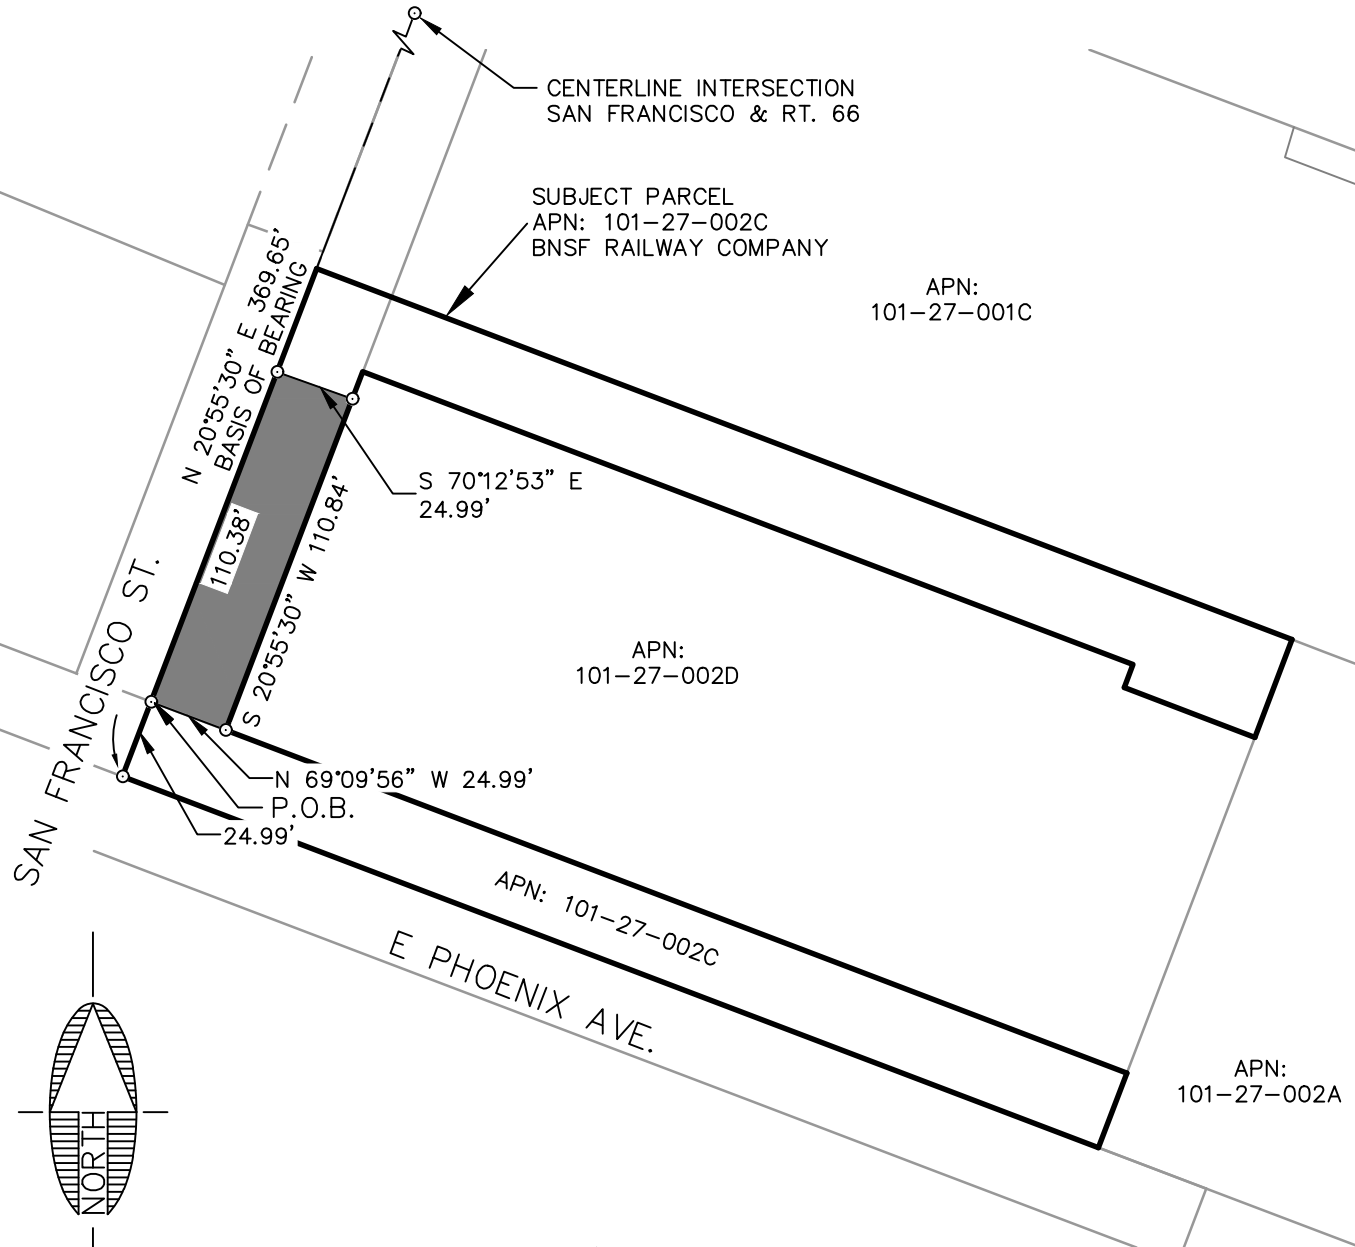 CENTERLINE INTERSECTION
SAN FRANCISCO & RT. 66
SUBJECT PARCEL
APN: 101-27-002C
BNSF RAILWAY COMPANY
APN:
101-27-001C
N 20°55'30" E 369.65'
BASIS OF BEARING
S 70°12'53" E
24.99'
110.38'
S 20°55'30" W 110.84'
SAN FRANCISCO ST.
APN:
101-27-002D
N 69°09'56" W 24.99'
P.O.B.
24.99'
APN: 101-27-002C
E PHOENIX AVE.
APN:
101-27-002A
NORTH